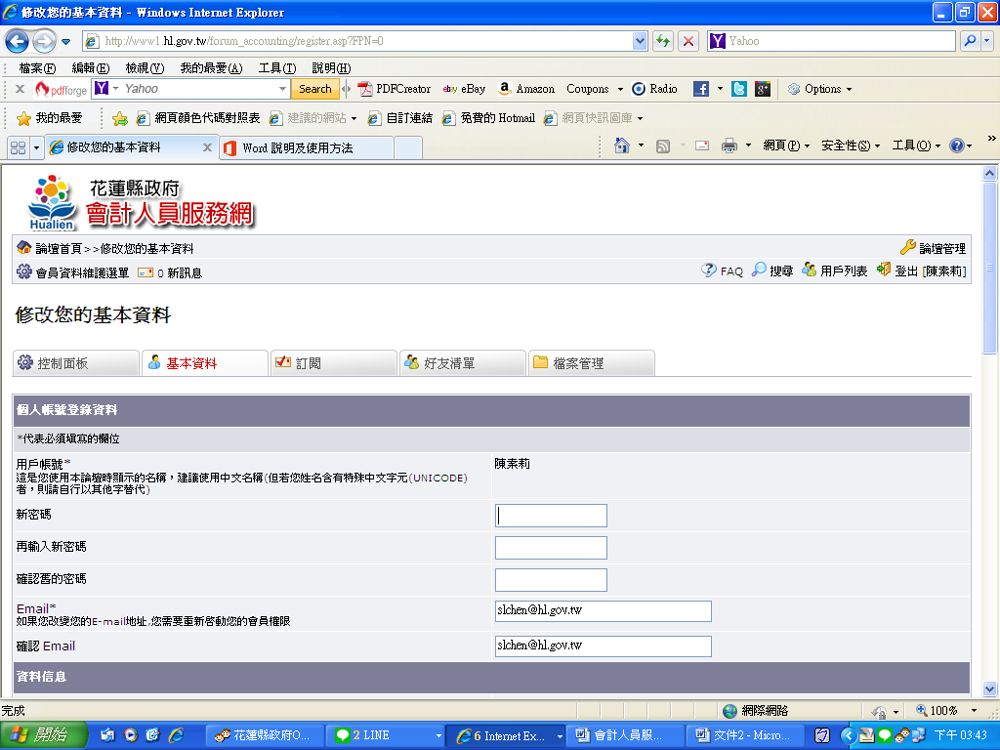 修改您的基本資料 - Windows Internet Explorer
http://www1.hl.gov.tw/forum_accounting/register.asp?FPN=0
Yahoo
檔案(F) 編輯(E) 檢視(V) 我的最愛(A) 工具(T) 說明(H)
pdfforge Yahoo Search PDFCreator eBay Amazon Coupons Radio Options
我的最愛 網頁顏色代碼對照表 建議的網站 自訂連結 免費的 Hotmail 網頁快訊圖庫
修改您的基本資料 Word 說明及使用方法 網頁(P) 安全性(S) 工具(O)
Hualien
花蓮縣政府
會計人員服務網
論壇首頁>>修改您的基本資料 論壇管理
會員資料維護選單 0 新訊息 FAQ 搜尋 用戶列表 登出 [陳素莉]
修改您的基本資料
控制面板 基本資料 訂閱 好友清單 檔案管理
個人帳號登錄資料
*代表必須填寫的欄位
用戶帳號* 陳素莉
這是您使用本論壇時顯示的名稱，建議使用中文名稱(但若您姓名含有特殊中文字元(UNICODE)
者，則請自行以其他字替代)
新密碼
再輸入新密碼
確認舊的密碼
Email* slchen@hl.gov.tw
如果您改變您的E-mail地址,您需要重新啓動您的會員權限
確認 Email slchen@hl.gov.tw
資料信息
完成 網際網路 100%
開始 花蓮縣政府O... 2 LINE 6 Internet Ex... 會計人員服... 文件2 - Micro... 下午 03:43